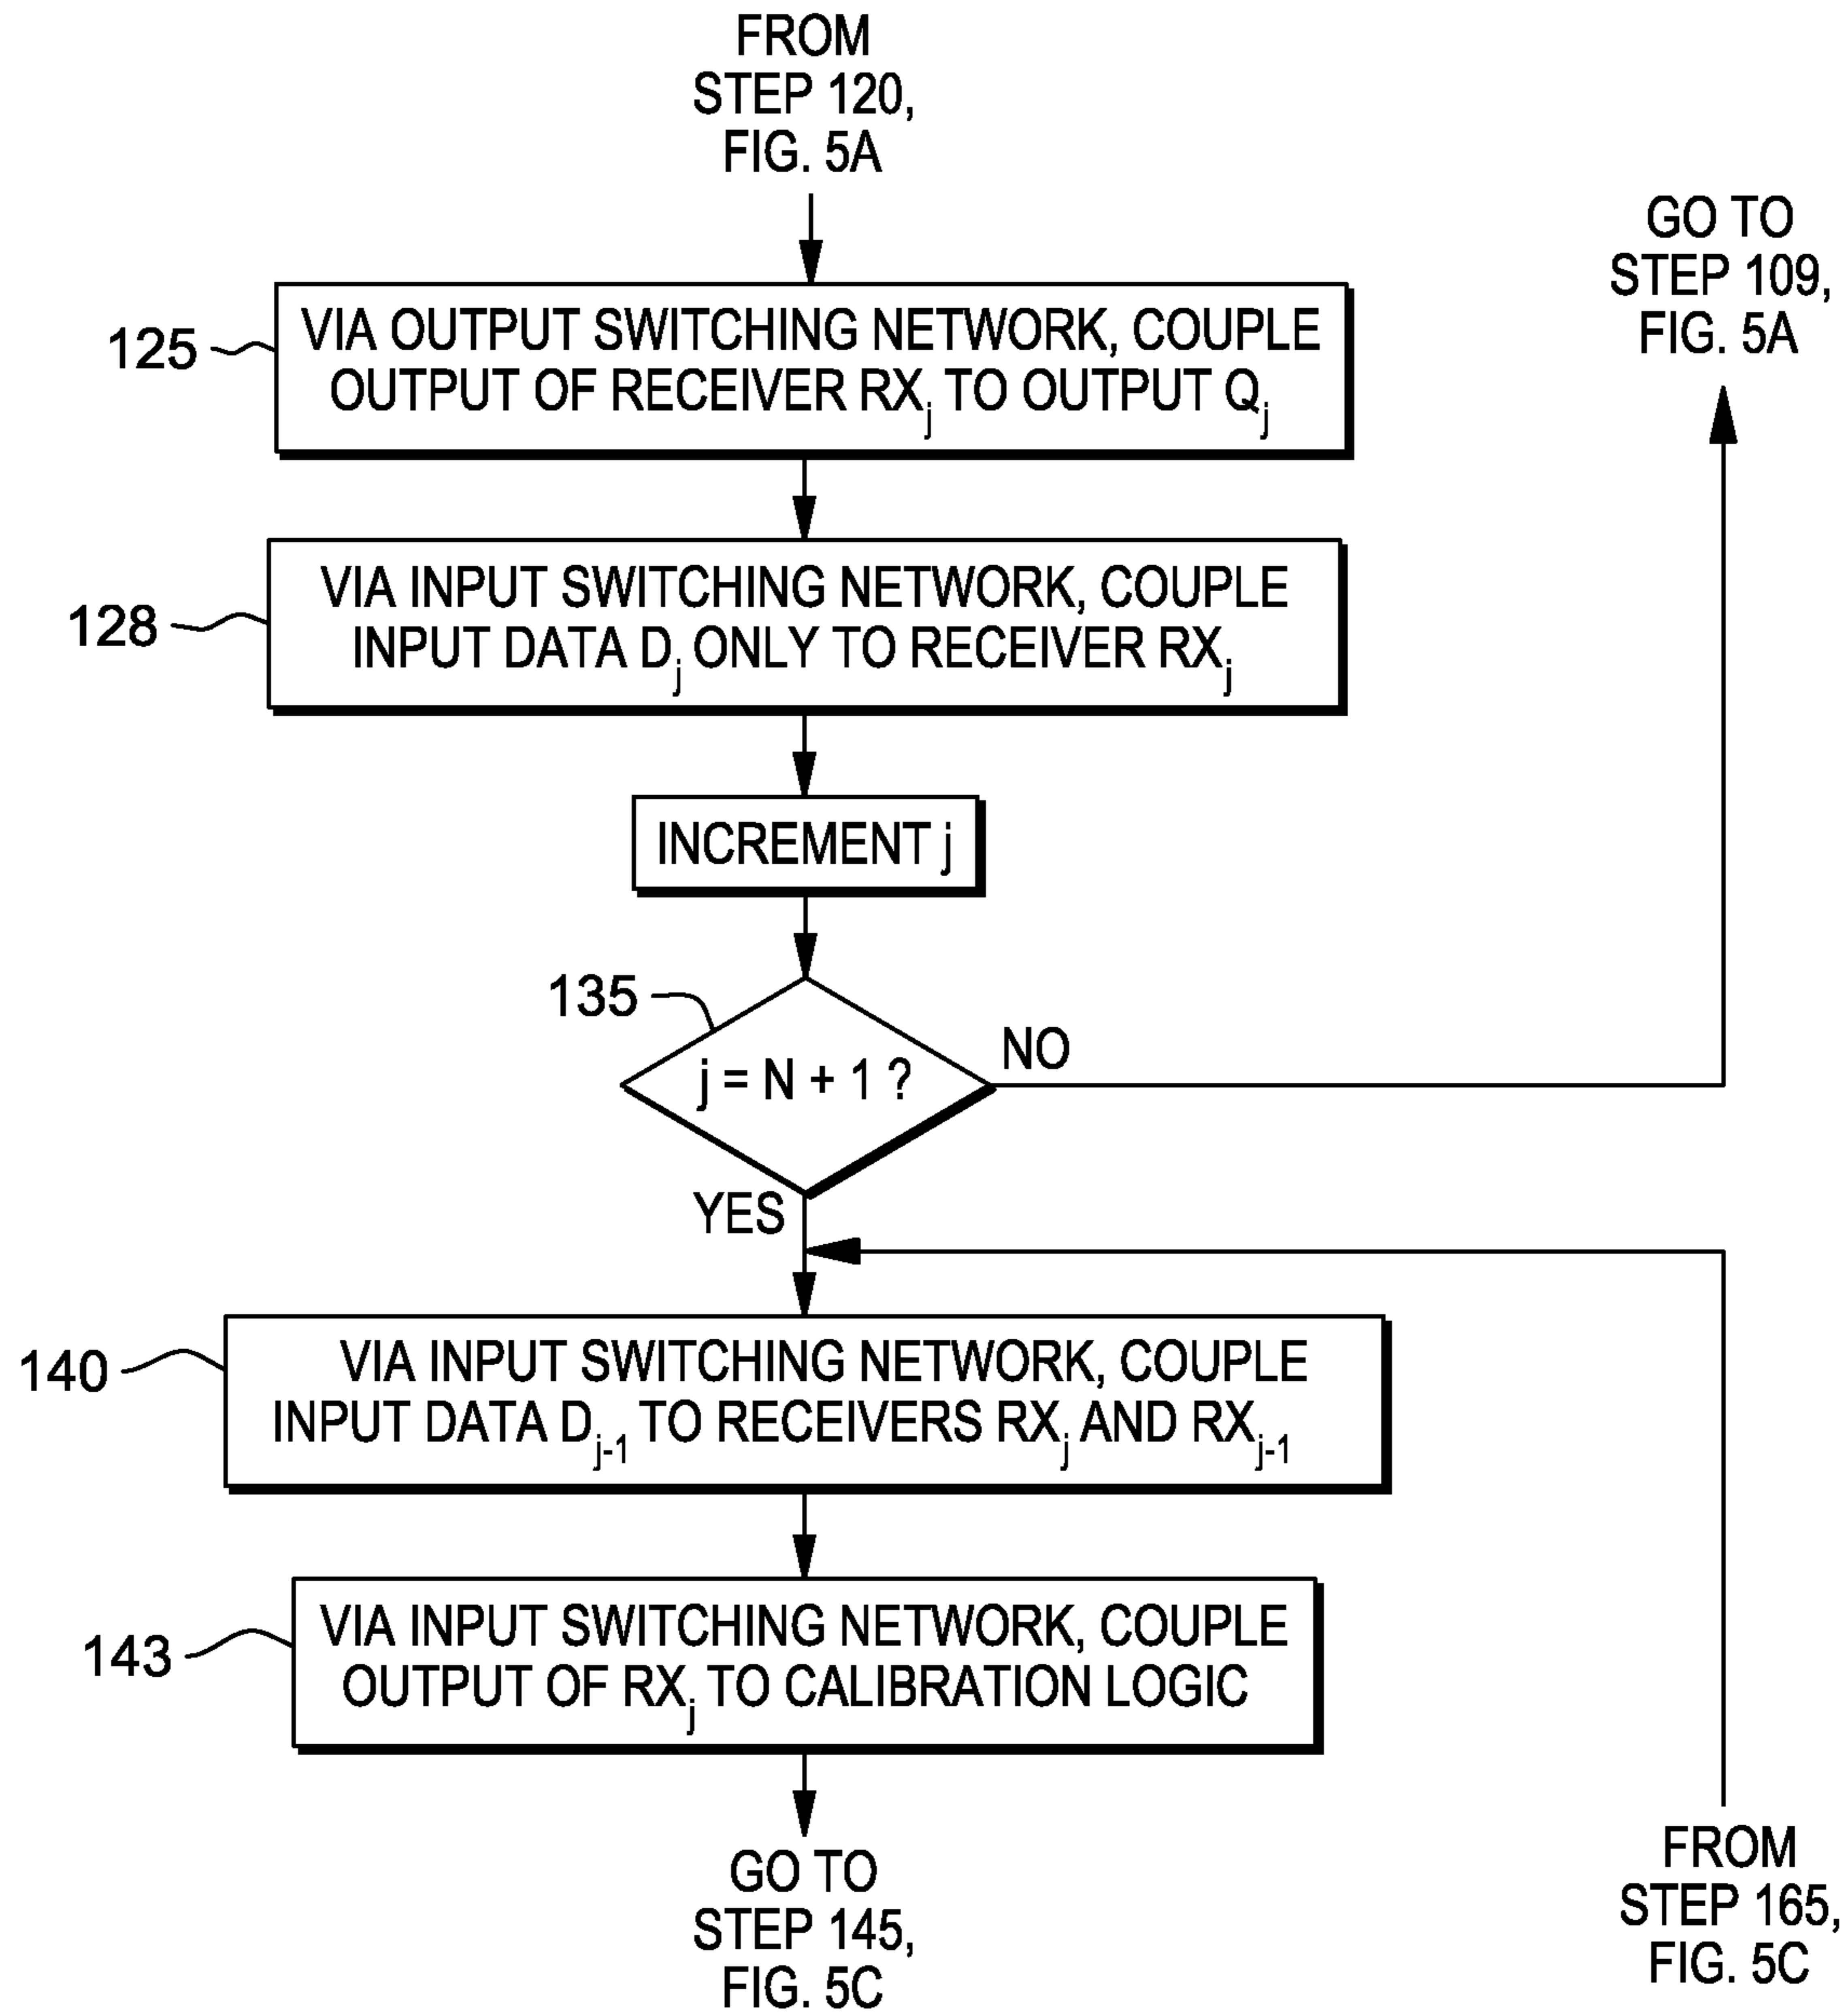 FROM
STEP 120,
FIG. 5A
GO TO
STEP 109,
FIG. 5A
125
VIA OUTPUT SWITCHING NETWORK, COUPLE
OUTPUT OF RECEIVER RXj TO OUTPUT Qj
128
VIA INPUT SWITCHING NETWORK, COUPLE
INPUT DATA Dj ONLY TO RECEIVER RXj
INCREMENT j
135
j = N + 1 ?
NO
YES
140
VIA INPUT SWITCHING NETWORK, COUPLE
INPUT DATA Dj-1 TO RECEIVERS RXj AND RXj-1
143
VIA INPUT SWITCHING NETWORK, COUPLE
OUTPUT OF RXj TO CALIBRATION LOGIC
GO TO
STEP 145,
FIG. 5C
FROM
STEP 165,
FIG. 5C